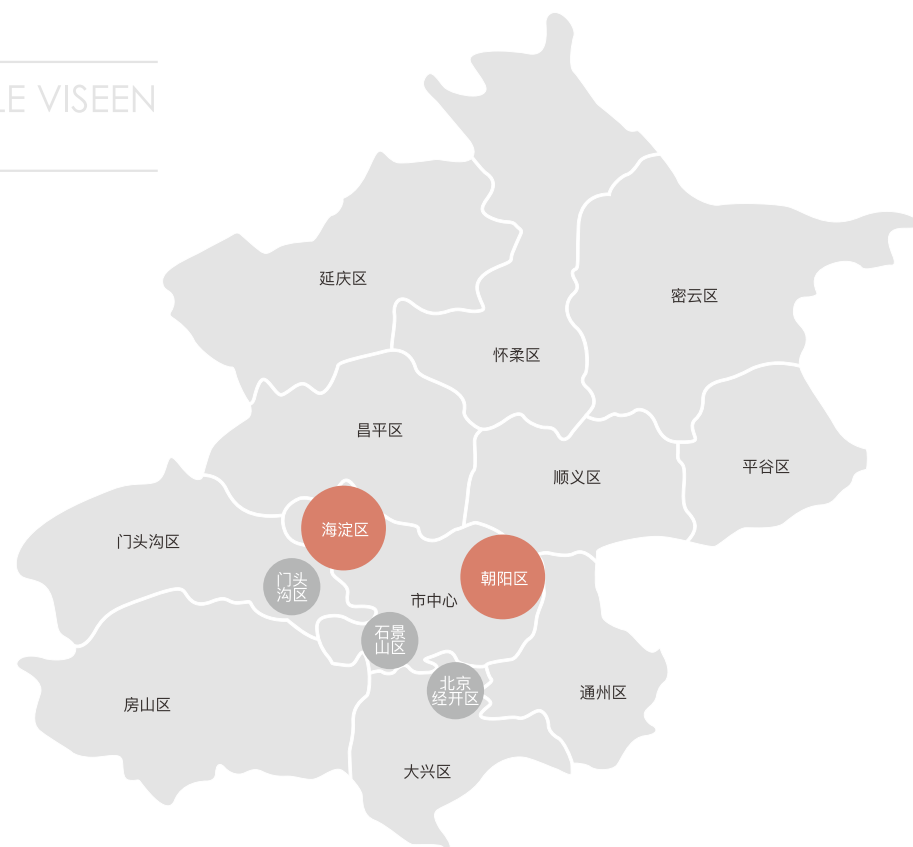 LE VISEEN
延庆区
密云区
怀柔区
昌平区
平谷区
顺义区
海淀区
门头沟区
朝阳区
门头
沟区
市中心
石景
山区
北京
经开区
通州区
房山区
大兴区